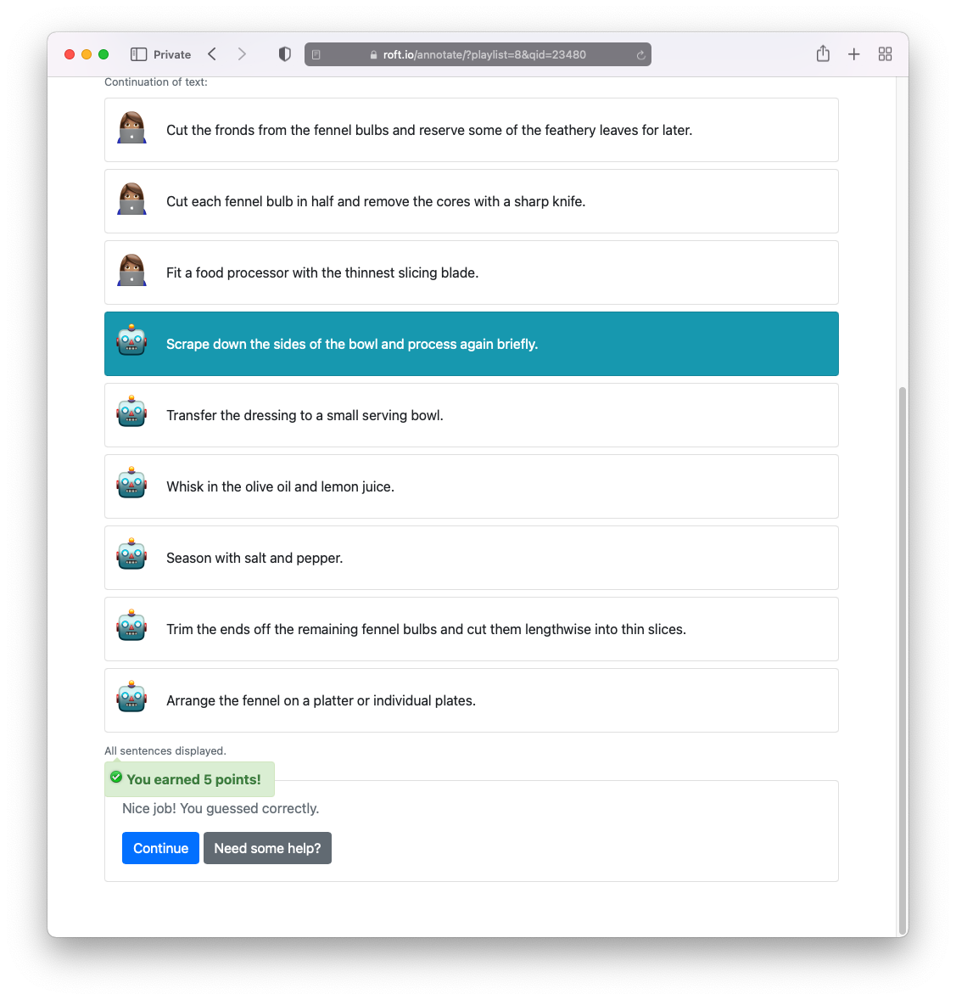 Private
roft.io/annotate/?playlist=8&qid=23480
Continuation of text:
Cut the fronds from the fennel bulbs and reserve some of the feathery leaves for later.
Cut each fennel bulb in half and remove the cores with a sharp knife.
Fit a food processor with the thinnest slicing blade.
Scrape down the sides of the bowl and process again briefly.
Transfer the dressing to a small serving bowl.
Whisk in the olive oil and lemon juice.
Season with salt and pepper.
Trim the ends off the remaining fennel bulbs and cut them lengthwise into thin slices.
Arrange the fennel on a platter or individual plates.
All sentences displayed.
You earned 5 points!
Nice job! You guessed correctly.
Continue
Need some help?